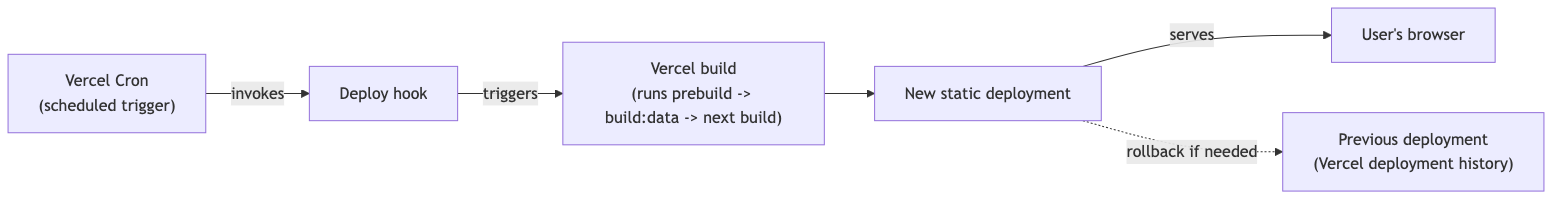 Vercel Cron
(scheduled trigger)
invokes
Deploy hook
triggers
Vercel build
(runs prebuild ->
build:data -> next build)
New static deployment
serves
User's browser
rollback if needed
Previous deployment
(Vercel deployment history)